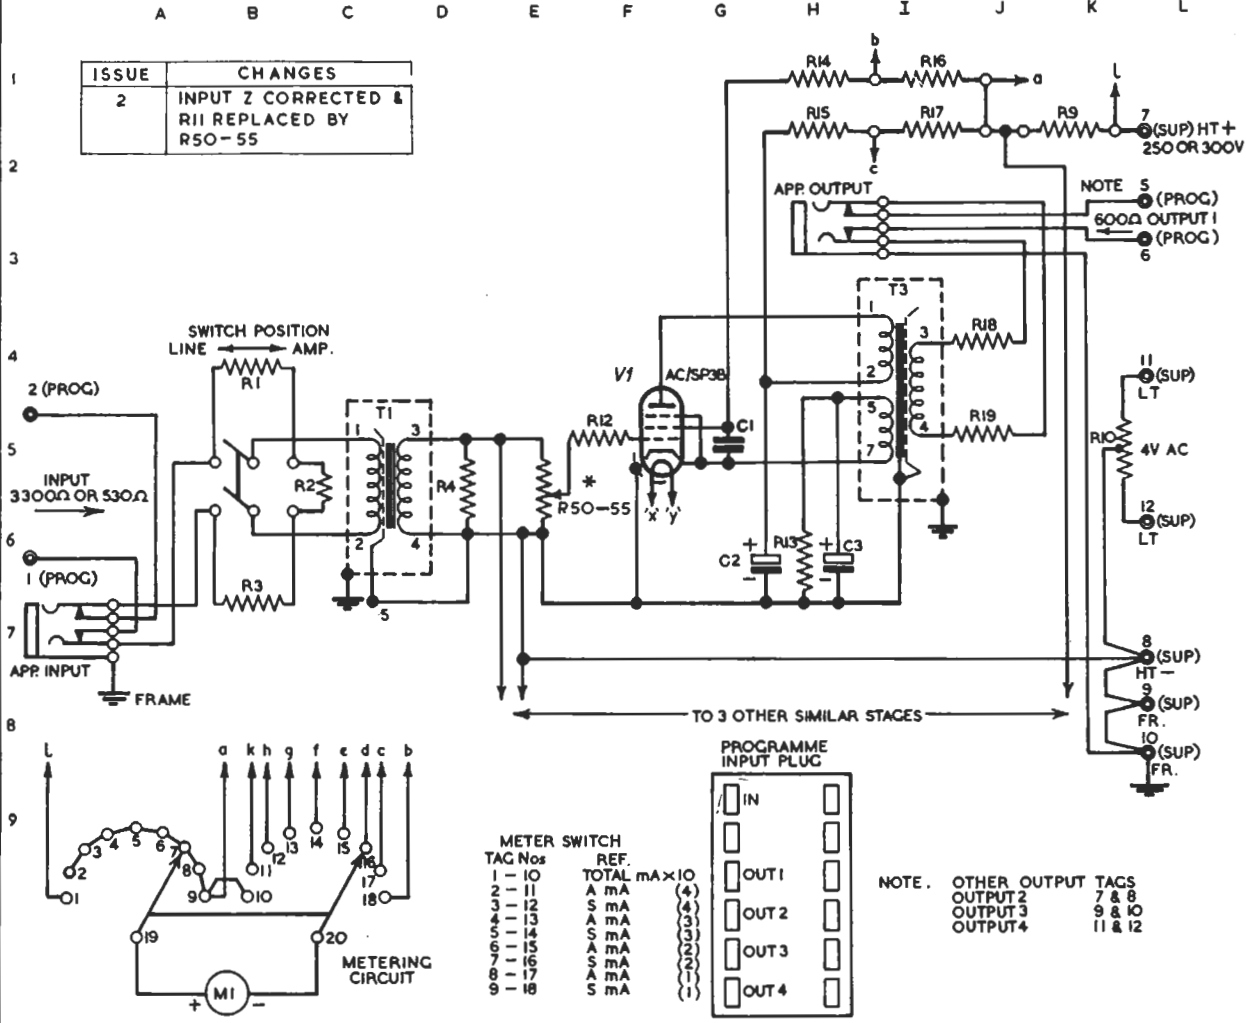 A B C D E F G H I J K L
1
2
3
4
5
6
7
8
9
ISSUE CHANGES
2 INPUT Z CORRECTED &
R11 REPLACED BY
R50-55
b
R14 R16
a
l
R15 R17 R9
7
(SUP) HT+
250 OR 300V
c
APP. OUTPUT
NOTE 5
(PROG)
600Ω OUTPUT 1
(PROG)
6
T3
1
3
R18
2
5
4
R19
7
SWITCH POSITION
LINE AMP.
R1
2 (PROG)
INPUT
3300Ω OR 530Ω
1 (PROG)
R2
R3
T1
1 3
2 4
5
R4
V1 AC/SP3B
R12
C1
*
R50-55
'x' 'y'
+
C2
-
R13
+
C3
-
11
(SUP)
LT
R10
4V AC
12
(SUP)
LT
APP. INPUT
FRAME
8
(SUP)
HT-
9
(SUP)
FR.
10
(SUP)
FR.
TO 3 OTHER SIMILAR STAGES
l a k h g f e d c b
1 2 3 4 5 6 7 8 9 10 11 12 13 14 15 16 17 18
19 20
METERING
CIRCUIT
+ M1 -
METER SWITCH
TAG Nos REF.
1 - 10 TOTAL mA×10
2 - 11 A mA (4)
3 - 12 S mA (4)
4 - 13 A mA (3)
5 - 14 S mA (3)
6 - 15 A mA (2)
7 - 16 S mA (2)
8 - 17 A mA (1)
9 - 18 S mA (1)
PROGRAMME
INPUT PLUG
IN
OUT 1
OUT 2
OUT 3
OUT 4
NOTE. OTHER OUTPUT TAGS
OUTPUT 2 7 & 8
OUTPUT 3 9 & 10
OUTPUT 4 11 & 12